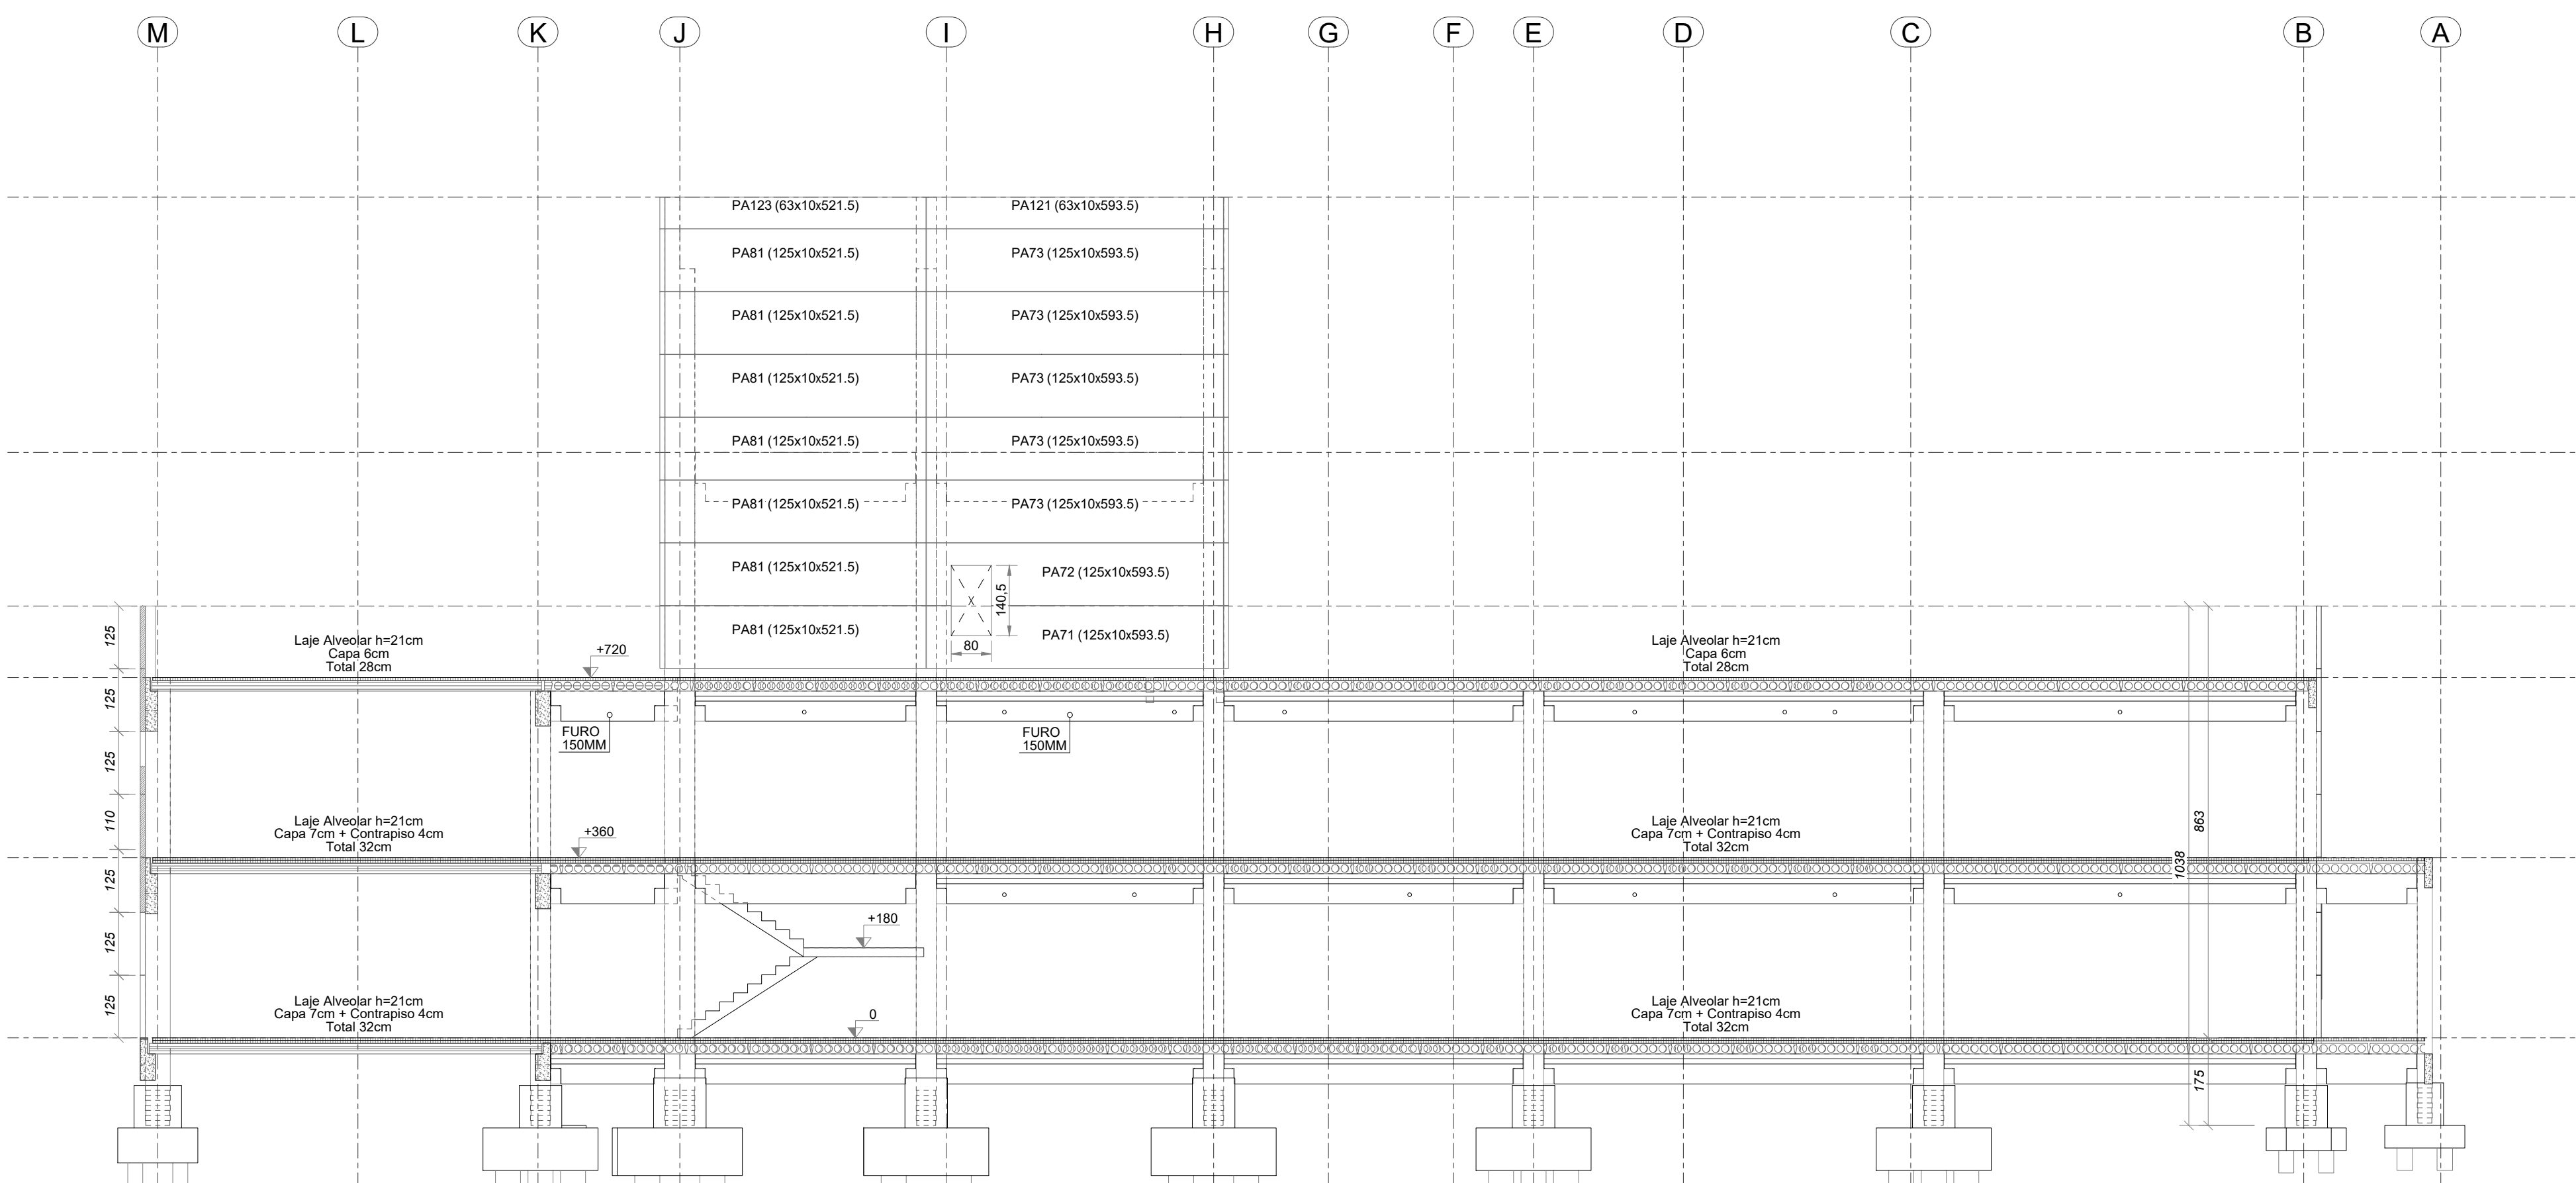 M L K J I H G F E D C B A
PA123 (63x10x521.5) PA121 (63x10x593.5)
PA81 (125x10x521.5) PA73 (125x10x593.5)
PA81 (125x10x521.5) PA73 (125x10x593.5)
PA81 (125x10x521.5) PA73 (125x10x593.5)
PA81 (125x10x521.5) PA73 (125x10x593.5)
PA81 (125x10x521.5) PA73 (125x10x593.5)
PA81 (125x10x521.5) PA72 (125x10x593.5)
PA81 (125x10x521.5) PA71 (125x10x593.5)
X
140,5
80
125
125
125
110
125
125
125
Laje Alveolar h=21cm
Capa 6cm
Total 28cm
+720
Laje Alveolar h=21cm
Capa 6cm
Total 28cm
FURO
150MM
FURO
150MM
Laje Alveolar h=21cm
Capa 7cm + Contrapiso 4cm
Total 32cm
+360
Laje Alveolar h=21cm
Capa 7cm + Contrapiso 4cm
Total 32cm
863
1038
175
+180
Laje Alveolar h=21cm
Capa 7cm + Contrapiso 4cm
Total 32cm
0
Laje Alveolar h=21cm
Capa 7cm + Contrapiso 4cm
Total 32cm